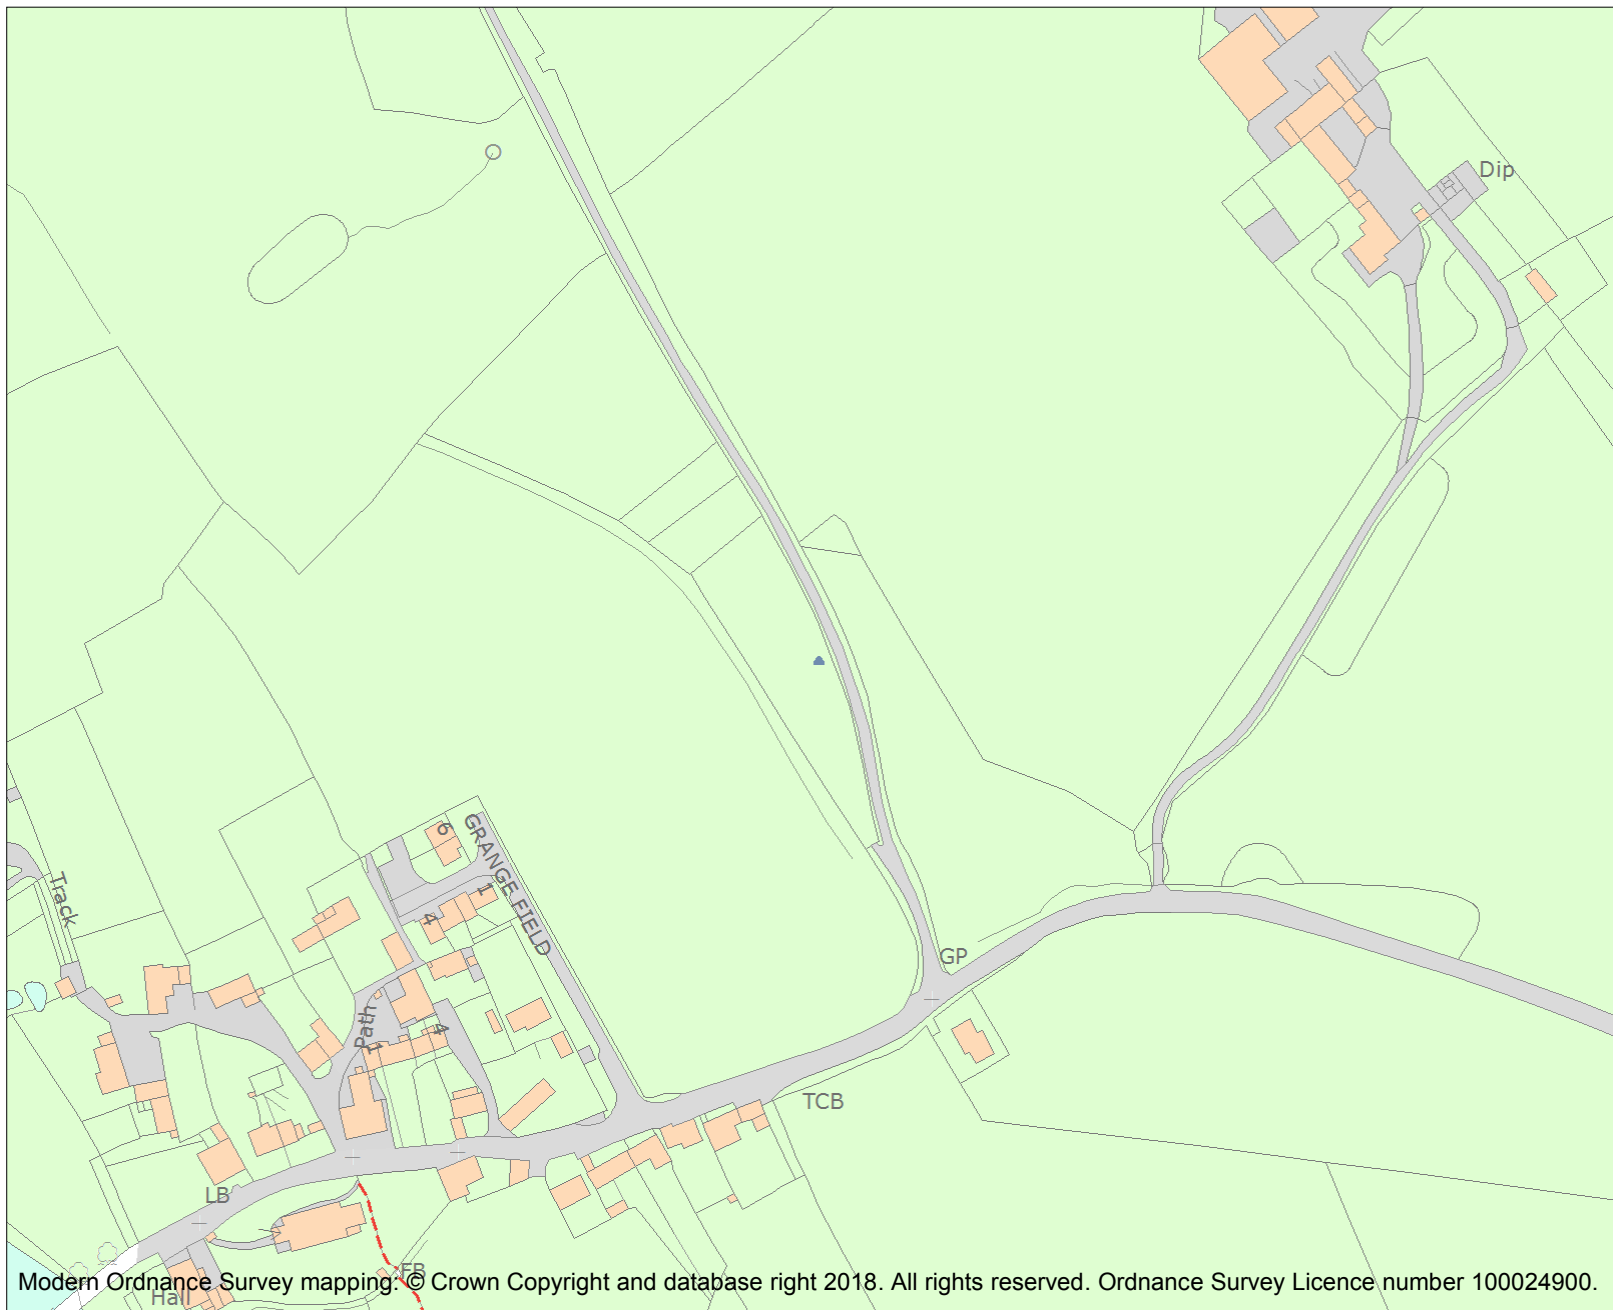 Dip
6
GRANGE FIELD
1
Track
4
GP
Path
4
1
TCB
LB
FB
Modern Ordnance Survey mapping: © Crown Copyright and database right 2018. All rights reserved. Ordnance Survey Licence number 100024900.
Hall